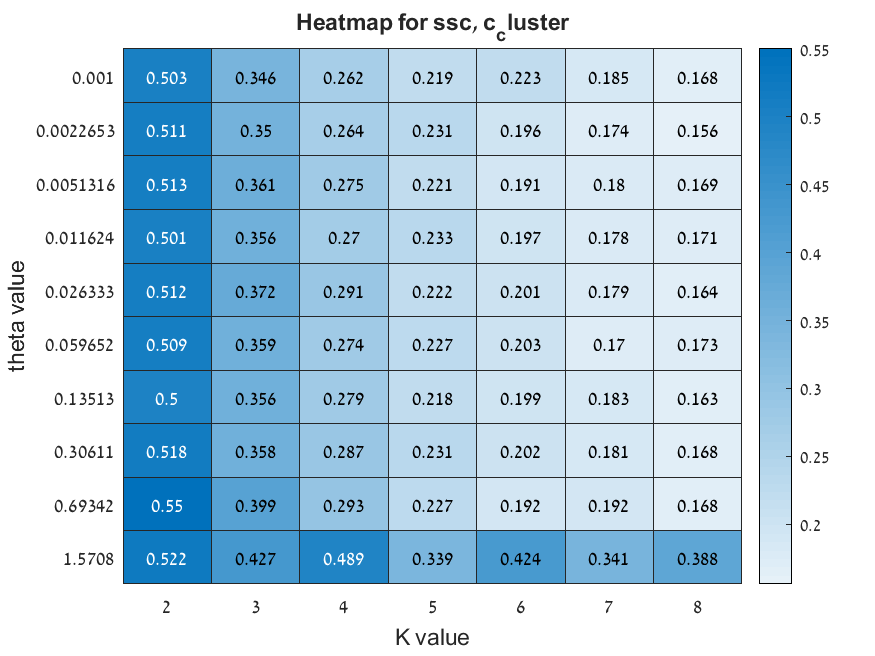 Heatmap for ssc, c_cluster
0.001 0.503 0.346 0.262 0.219 0.223 0.185 0.168
0.0022653 0.511 0.35 0.264 0.231 0.196 0.174 0.156
0.0051316 0.513 0.361 0.275 0.221 0.191 0.18 0.169
0.011624 0.501 0.356 0.27 0.233 0.197 0.178 0.171
0.026333 0.512 0.372 0.291 0.222 0.201 0.179 0.164
0.059652 0.509 0.359 0.274 0.227 0.203 0.17 0.173
0.13513 0.5 0.356 0.279 0.218 0.199 0.183 0.163
0.30611 0.518 0.358 0.287 0.231 0.202 0.181 0.168
0.69342 0.55 0.399 0.293 0.227 0.192 0.192 0.168
1.5708 0.522 0.427 0.489 0.339 0.424 0.341 0.388
2 3 4 5 6 7 8
K value
theta value
0.55
0.5
0.45
0.4
0.35
0.3
0.25
0.2